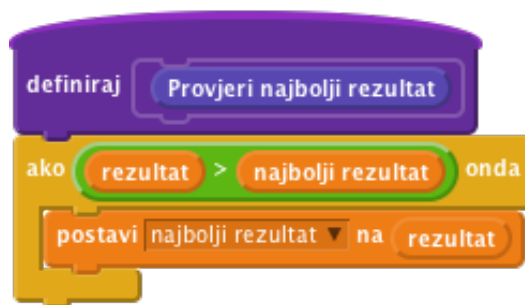 definiraj Provjeri najbolji rezultat
ako rezultat > najbolji rezultat onda
postavi najbolji rezultat ▼ na rezultat